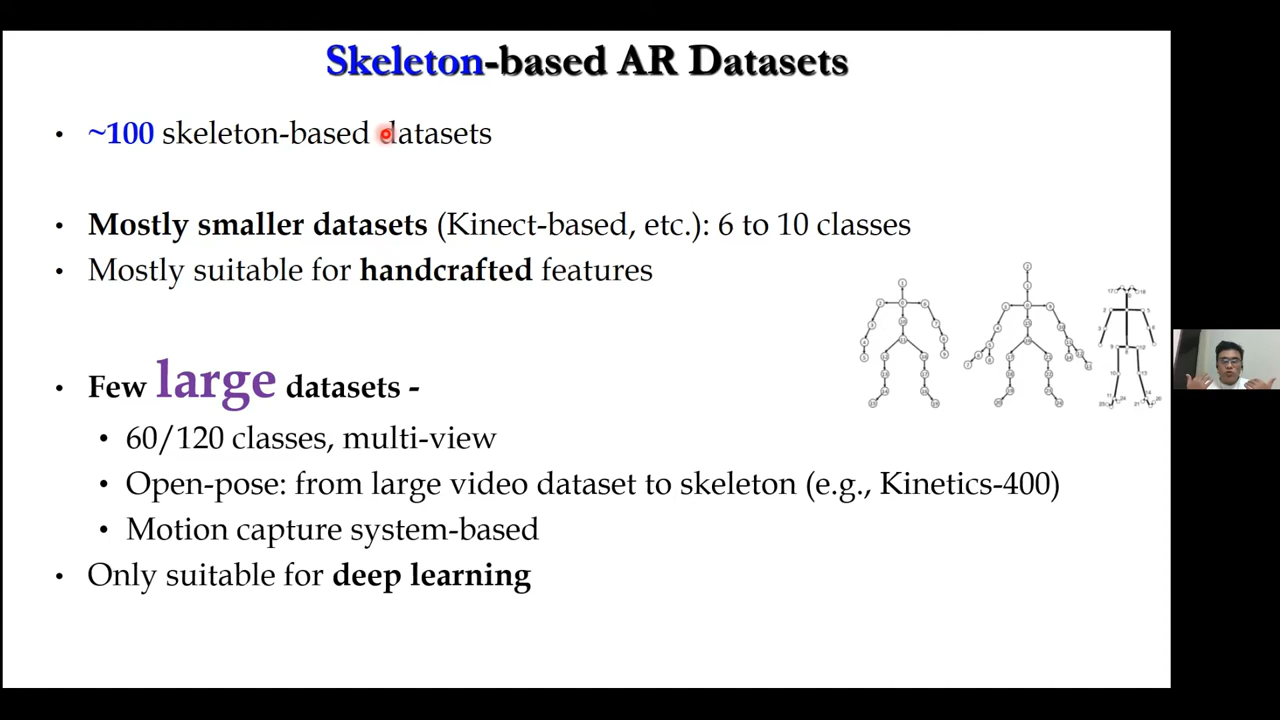 Skeleton-based AR Datasets
• ~100 skeleton-based datasets
• Mostly smaller datasets (Kinect-based, etc.): 6 to 10 classes
• Mostly suitable for handcrafted features
• Few large datasets -
• 60/120 classes, multi-view
• Open-pose: from large video dataset to skeleton (e.g., Kinetics-400)
• Motion capture system-based
• Only suitable for deep learning